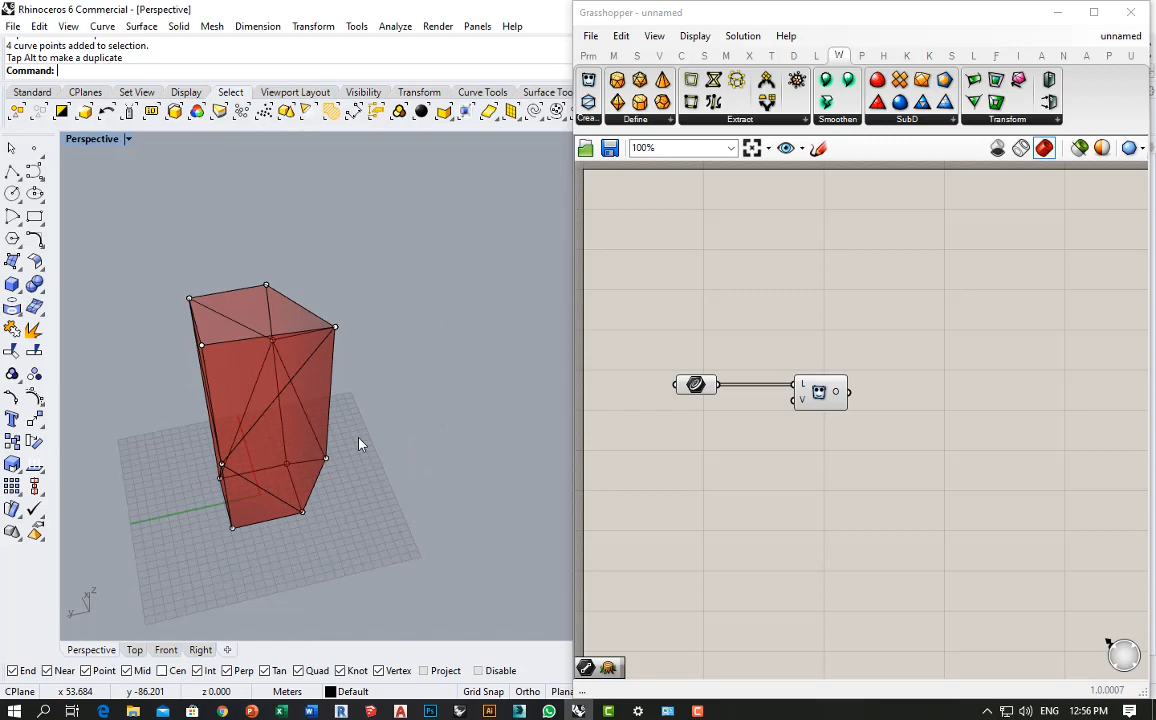 Rhinoceros 6 Commercial - [Perspective]
File Edit View Curve Surface Solid Mesh Dimension Transform Tools Analyze Render Panels Help
4 curve points added to selection.
Tap Alt to make a duplicate
Command:
Standard CPlanes Set View Display Select Viewport Layout Visibility Transform Curve Tools Surface Too
Perspective
z
x
y
Perspective Top Front Right
End Near Point Mid Cen Int Perp Tan Quad Knot Vertex Project Disable
CPlane x 53.684 y -86.201 z 0.000 Meters Default Grid Snap Ortho Plana
Grasshopper - unnamed
File Edit View Display Solution Help unnamed
Prm M S V C S M X T D L W P H L K S F I A P U
Crea.. Define Extract Smoothen SubD Transform
100%
L
V
O
... 1.0.0007
ENG 12:56 PM